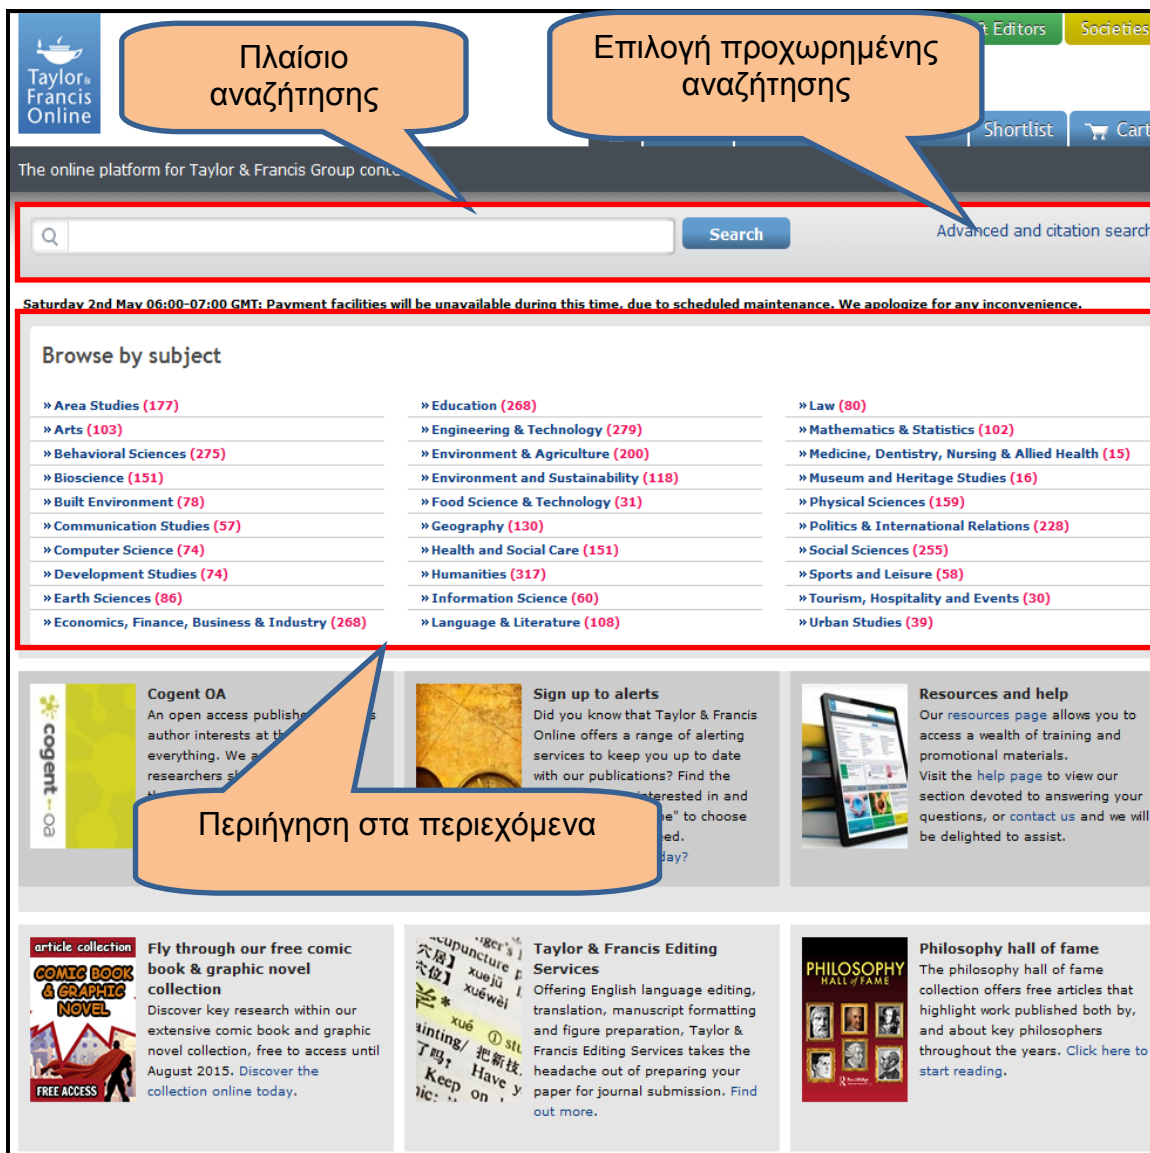 Taylor &
Francis
Online
Πλαίσιο
αναζήτησης
Επιλογή προχωρημένης
αναζήτησης
& Editors
Societies
Shortlist
Cart
The online platform for Taylor & Francis Group
Search
Advanced and citation search
Saturday 2nd May 06:00-07:00 GMT: Payment facilities will be unavailable during this time, due to scheduled maintenance. We apologize for any inconvenience.
Browse by subject
» Area Studies (177)
» Arts (103)
» Behavioral Sciences (275)
» Bioscience (151)
» Built Environment (78)
» Communication Studies (57)
» Computer Science (74)
» Development Studies (74)
» Earth Sciences (86)
» Economics, Finance, Business & Industry (268)
» Education (268)
» Engineering & Technology (279)
» Environment & Agriculture (200)
» Environment and Sustainability (118)
» Food Science & Technology (31)
» Geography (130)
» Health and Social Care (151)
» Humanities (317)
» Information Science (60)
» Language & Literature (108)
» Law (80)
» Mathematics & Statistics (102)
» Medicine, Dentistry, Nursing & Allied Health (15)
» Museum and Heritage Studies (16)
» Physical Sciences (159)
» Politics & International Relations (228)
» Social Sciences (255)
» Sports and Leisure (58)
» Tourism, Hospitality and Events (30)
» Urban Studies (39)
cogent oa
Cogent OA
An open access publisher
author interests at
everything. We
researchers
Περιήγηση στα περιεχόμενα
Sign up to alerts
Did you know that Taylor & Francis
Online offers a range of alerting
services to keep you up to date
with our publications? Find the
interested in and
" to choose
Resources and help
Our resources page allows you to
access a wealth of training and
promotional materials.
Visit the help page to view our
section devoted to answering your
questions, or contact us and we will
be delighted to assist.
article collection
COMIC BOOK
& GRAPHIC
NOVEL
FREE ACCESS
Fly through our free comic
book & graphic novel
collection
Discover key research within our
extensive comic book and graphic
novel collection, free to access until
August 2015. Discover the
collection online today.
acupuncture
穴居] xuéjū
穴位] xuéwèi
xué
ainting/ 把新技
Keep on
Have
Taylor & Francis Editing
Services
Offering English language editing,
translation, manuscript formatting
and figure preparation, Taylor &
Francis Editing Services takes the
headache out of preparing your
paper for journal submission. Find
out more.
PHILOSOPHY
HALL of FAME
Philosophy hall of fame
The philosophy hall of fame
collection offers free articles that
highlight work published both by,
and about key philosophers
throughout the years. Click here to
start reading.